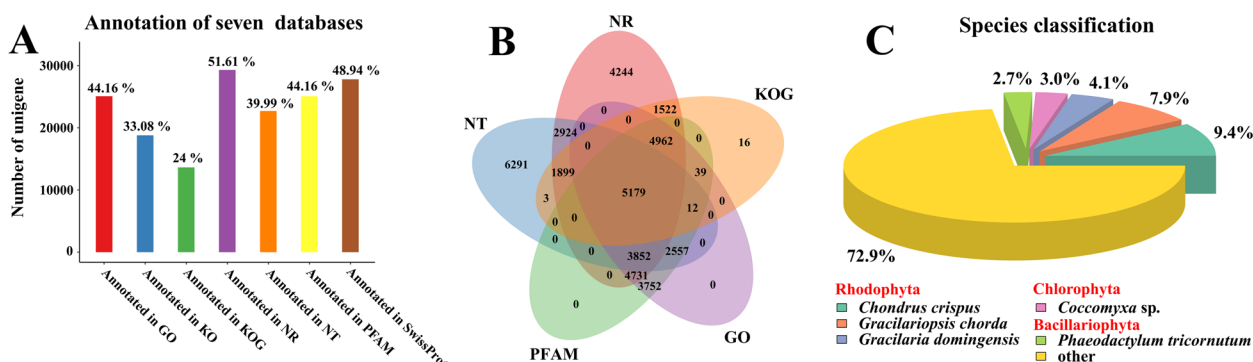 A
Annotation of seven databases
Number of unigene
30000
20000
10000
0
44.16 %
33.08 %
24 %
51.61 %
39.99 %
44.16 %
48.94 %
Annotated in GO
Annotated in KO
Annotated in KOG
Annotated in NR
Annotated in NT
Annotated in PFAM
Annotated in SwissPro
B
NR
KOG
NT
PFAM
GO
4244
0
1522
0
0
0
2924
0
4962
0
16
6291
1899
39
3
5179
12
0
0
0
0
0
0
0
3852
2557
0
4731
3752
0
0
C
Species classification
2.7%
3.0%
4.1%
7.9%
9.4%
72.9%
Rhodophyta
Chondrus crispus
Gracilariopsis chorda
Gracilaria domingensis
Chlorophyta
Coccomyxa sp.
Bacillariophyta
Phaeodactylum tricornutum
other